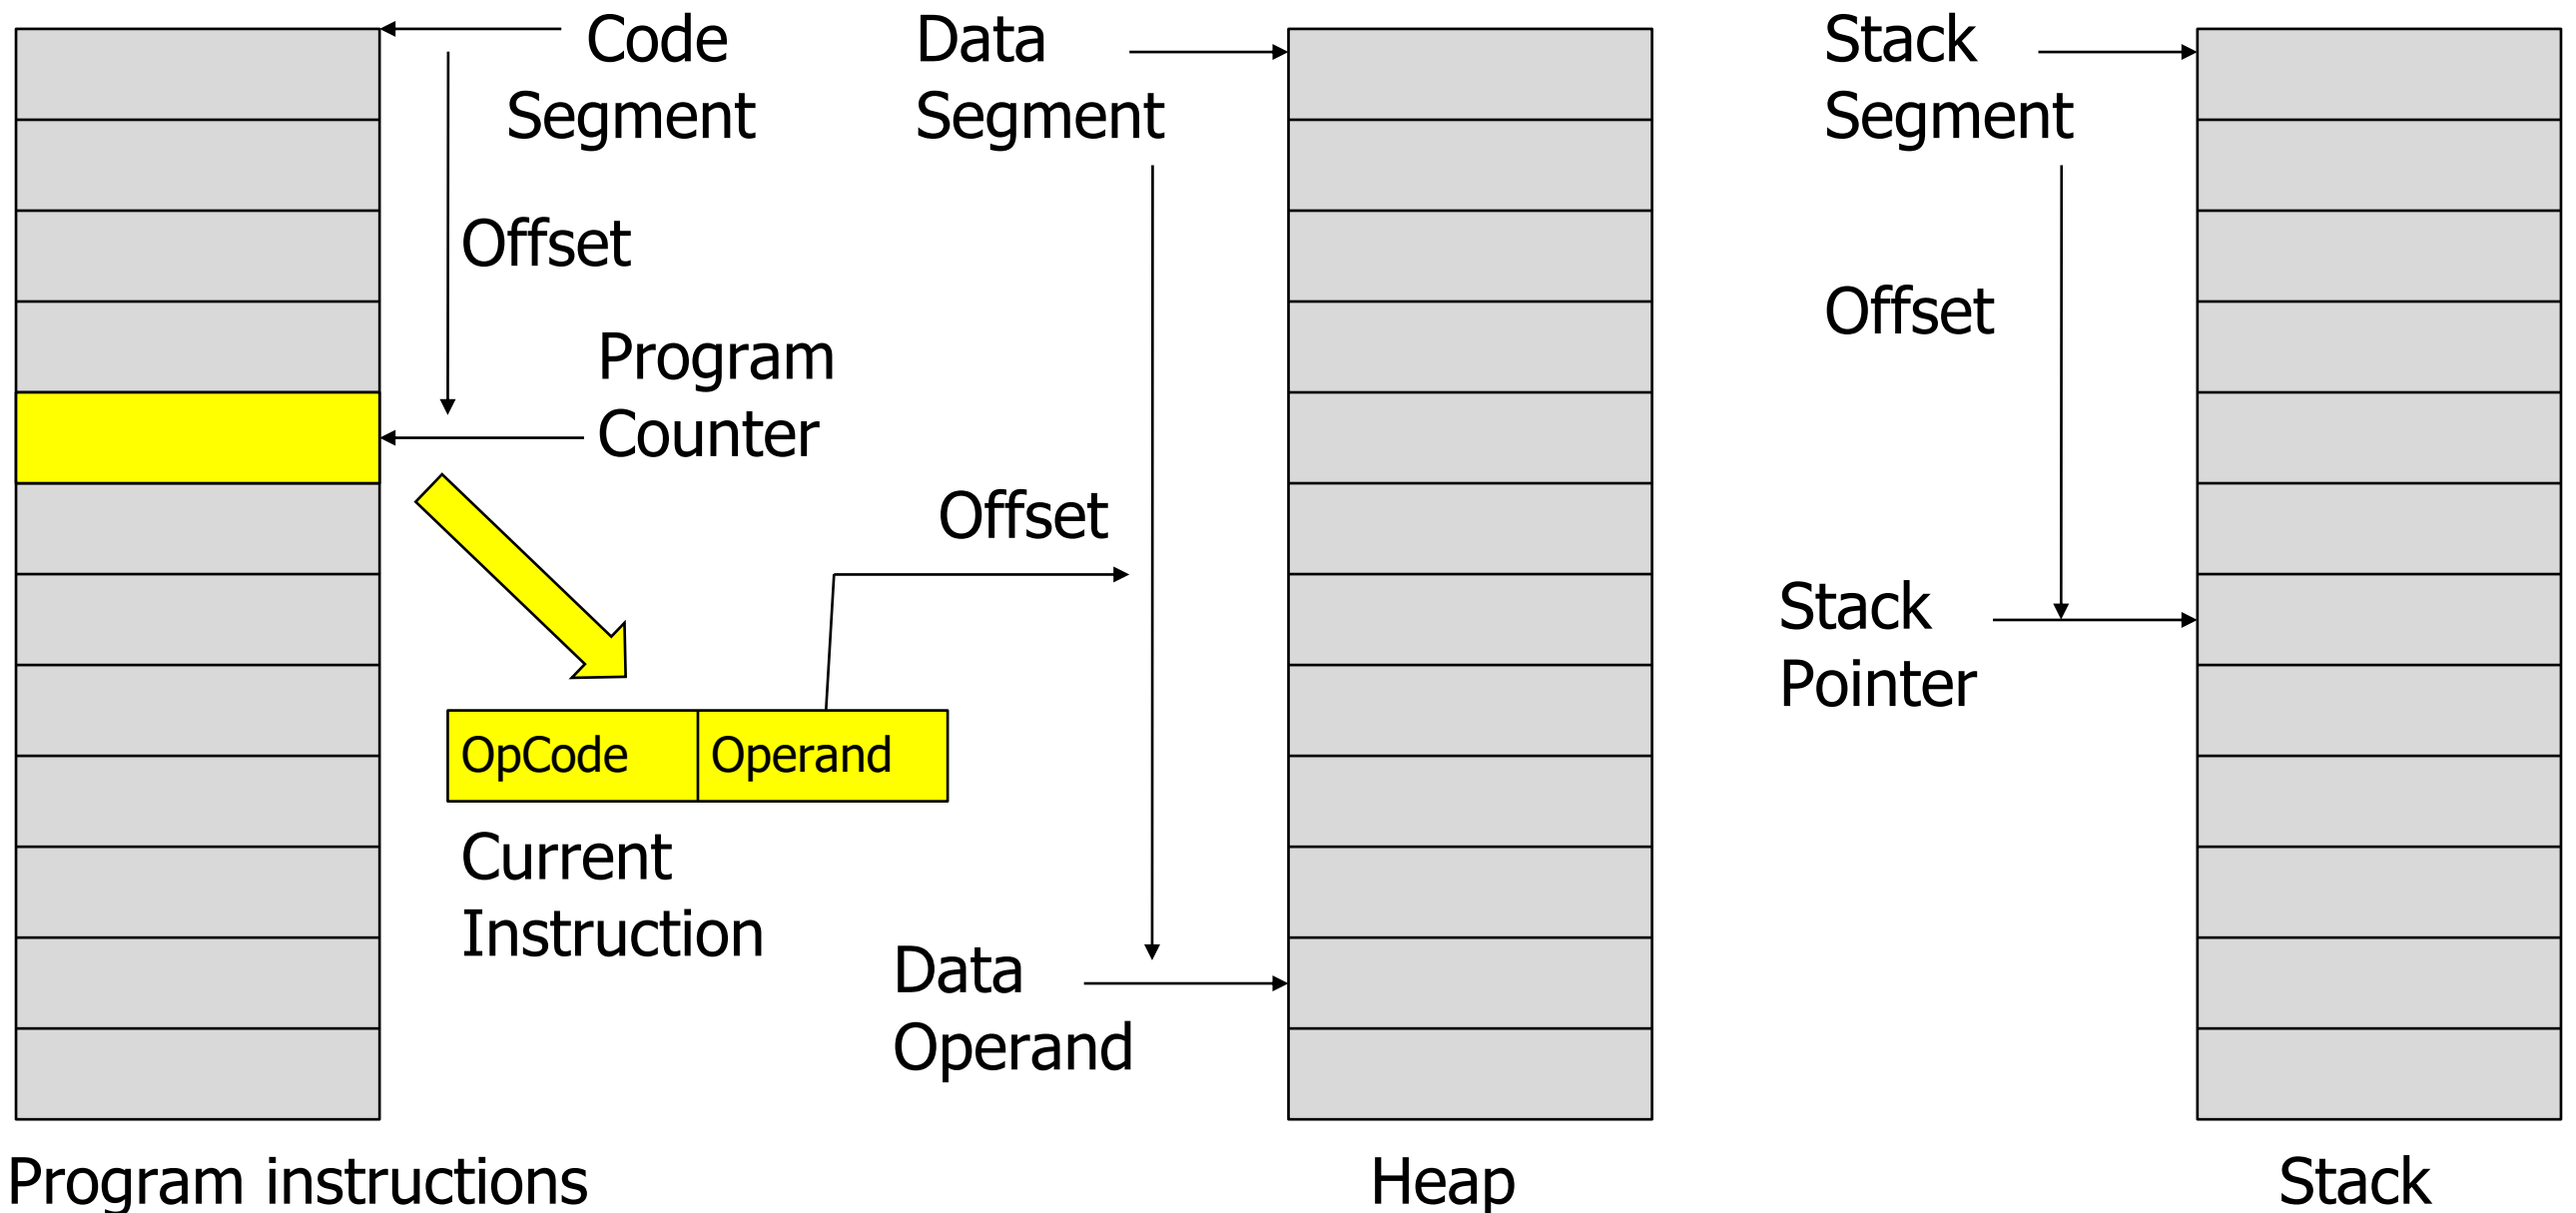 Code
Segment
Offset
Program
Counter
OpCode
Operand
Current
Instruction
Program instructions
Data
Segment
Offset
Data
Operand
Heap
Stack
Segment
Offset
Stack
Pointer
Stack